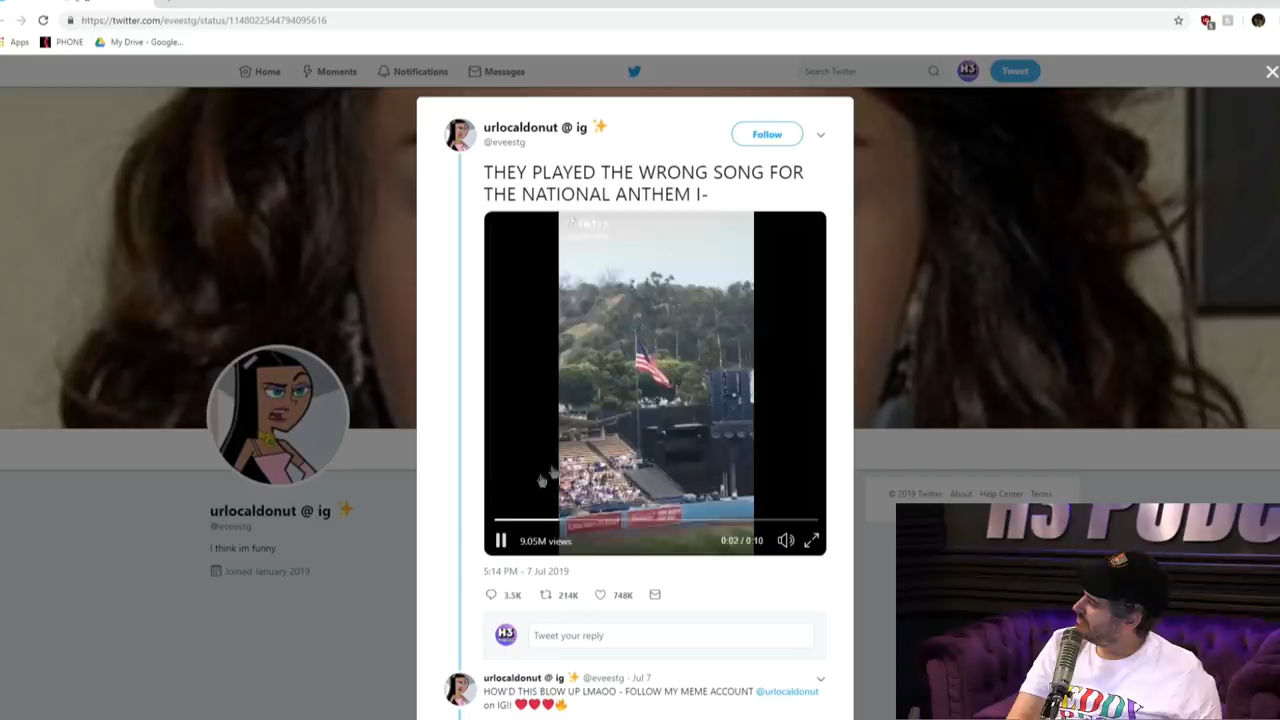 https://twitter.com/eveestg/status/1148022544794095616
Apps PHONE My Drive - Google...
Home Moments Notifications Messages Search Twitter H3 Tweet
urlocaldonut @ ig
@eveestg
Follow
THEY PLAYED THE WRONG SONG FOR
THE NATIONAL ANTHEM I-
9.05M views 0:02 / 0:10
5:14 PM - 7 Jul 2019
3.5K 214K 748K
H3 Tweet your reply
urlocaldonut @ ig @eveestg · Jul 7
HOW'D THIS BLOW UP LMAOO - FOLLOW MY MEME ACCOUNT @urlocaldonut
on IG!!
urlocaldonut @ ig
@eveestg
I think im funny
Joined January 2019
© 2019 Twitter About Help Center Terms
H3 PODC